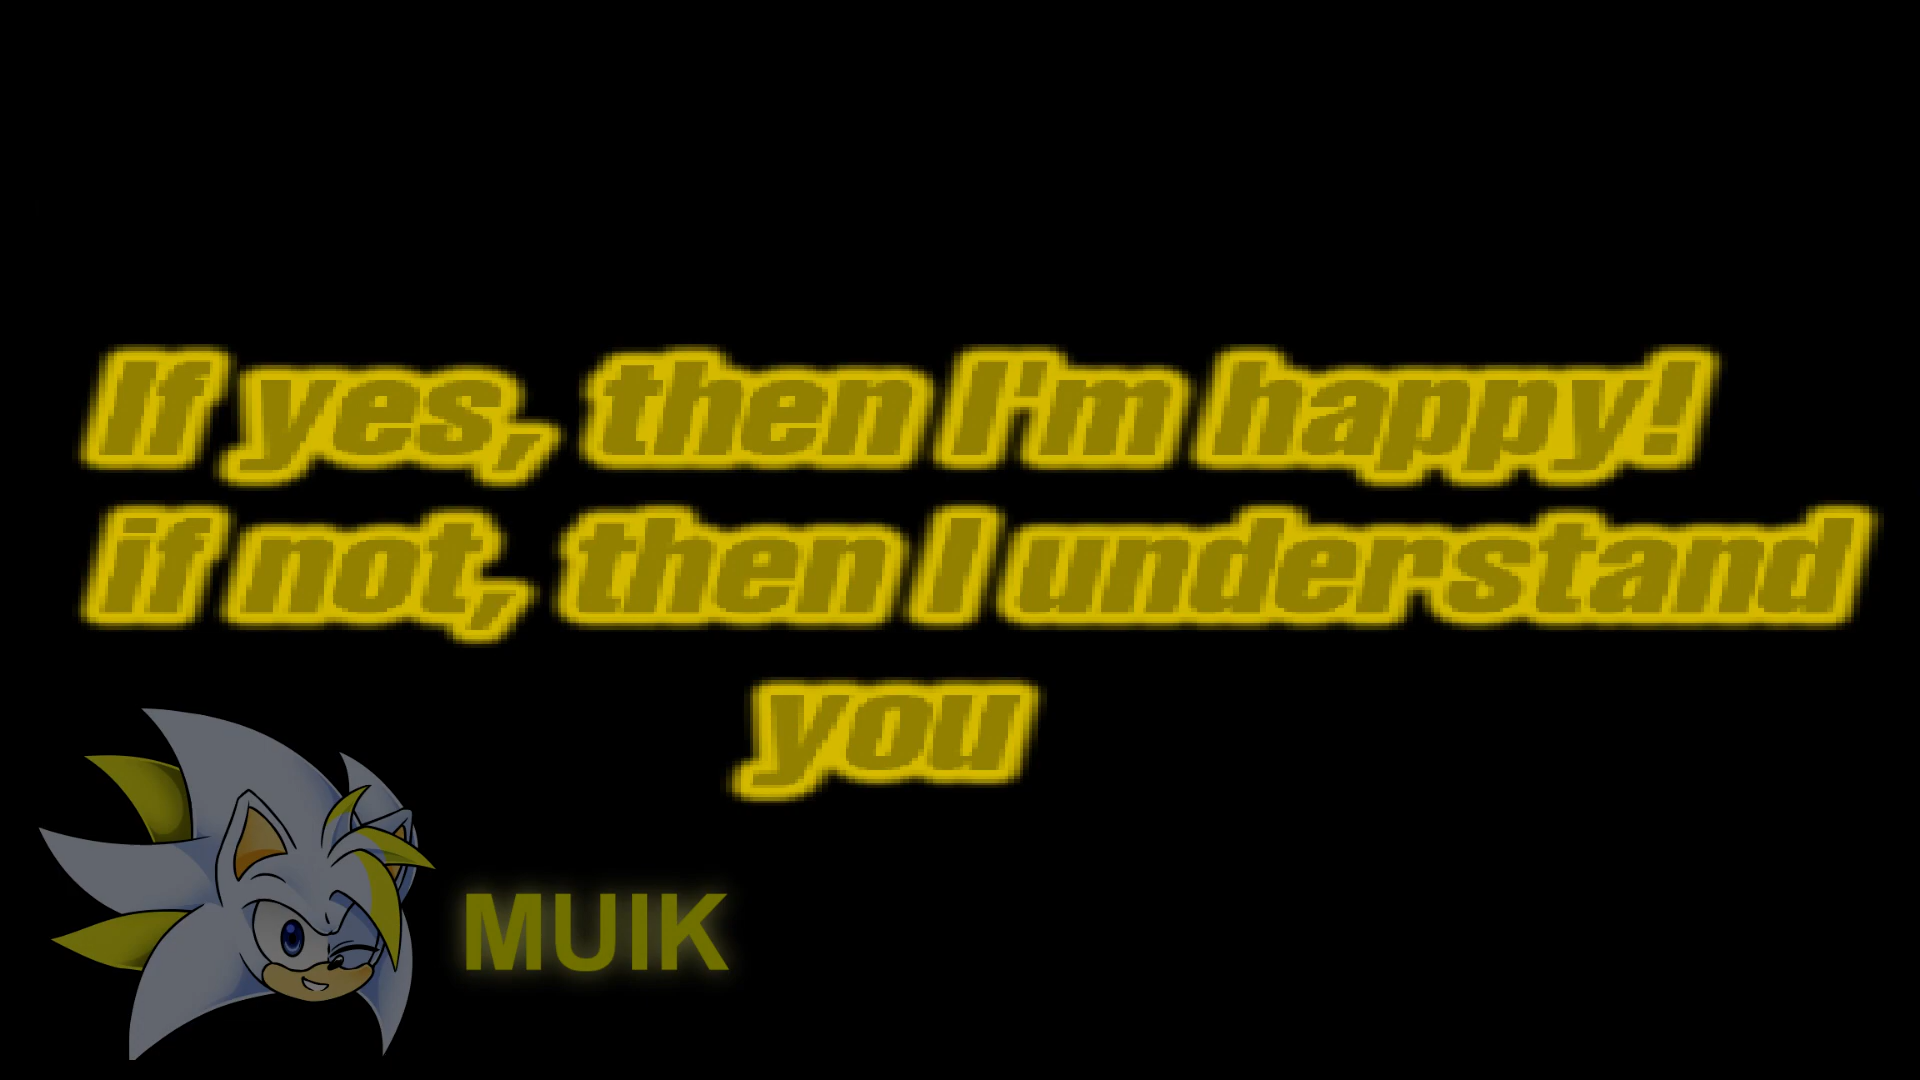 If yes, then I'm happy!
if not, then I understand
you
MUIK